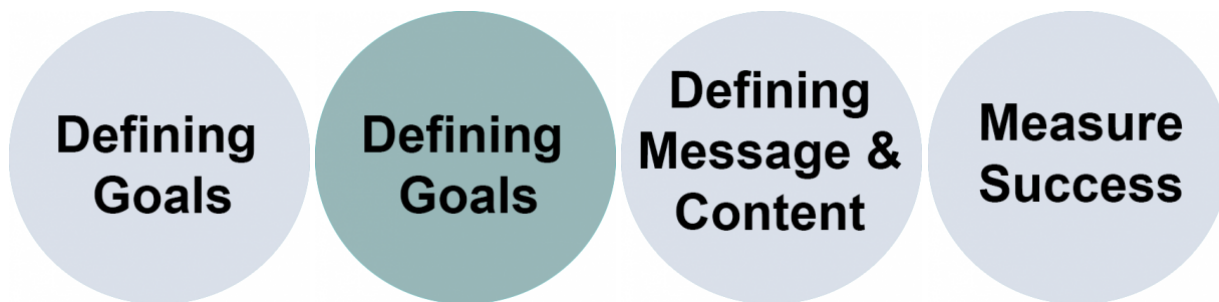 Defining
Goals
Defining
Goals
Defining
Message &
Content
Measure
Success